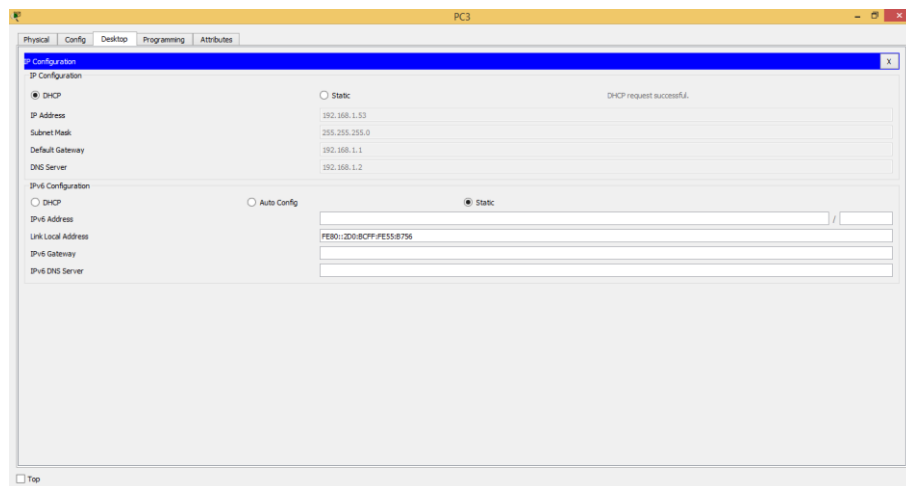 PC3
Physical Config Desktop Programming Attributes
IP Configuration X
IP Configuration
DHCP Static DHCP request successful.
IP Address 192.168.1.53
Subnet Mask 255.255.255.0
Default Gateway 192.168.1.1
DNS Server 192.168.1.2
IPv6 Configuration
DHCP Auto Config Static
IPv6 Address /
Link Local Address FE80::2D0:BCFF:FE55:B756
IPv6 Gateway
IPv6 DNS Server
Top